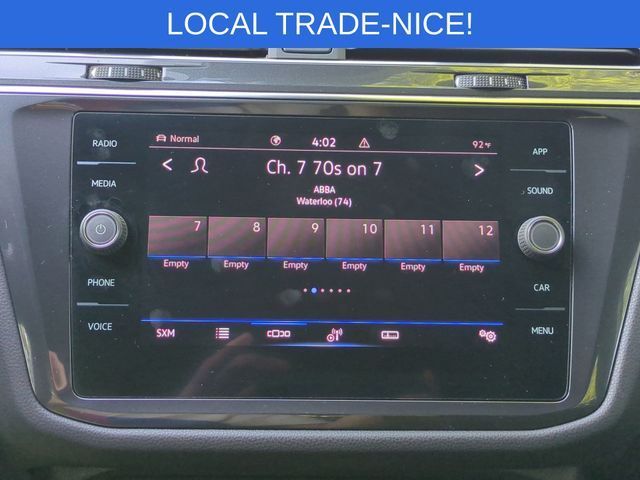 LOCAL TRADE-NICE!
Normal 4:02 92°F
RADIO
MEDIA
PHONE
VOICE
< Ch. 7 70s on 7 >
ABBA
Waterloo (74)
7 8 9 10 11 12
Empty Empty Empty Empty Empty Empty
SXM
APP
SOUND
CAR
MENU